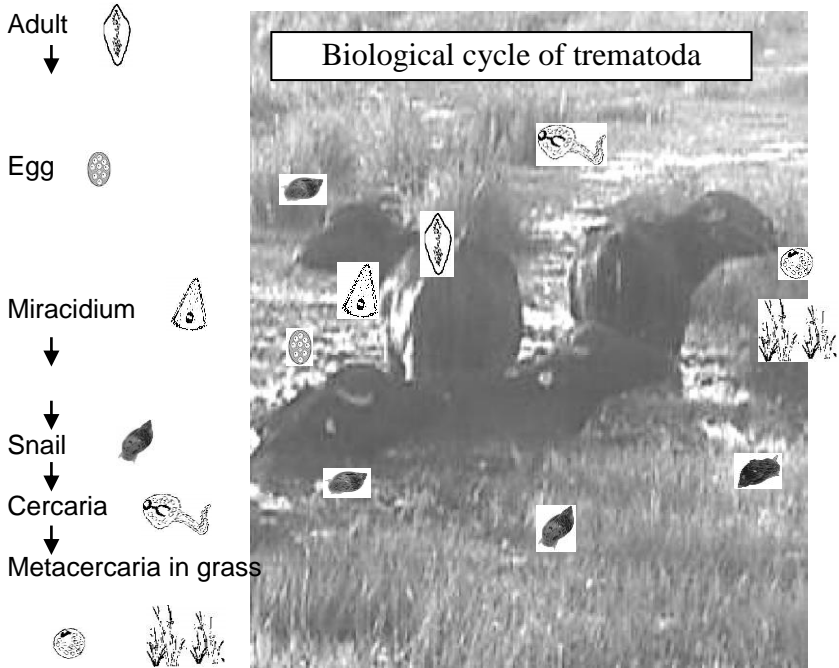 Adult
Biological cycle of trematoda
Egg
Miracidium
Snail
Cercaria
Metacercaria in grass